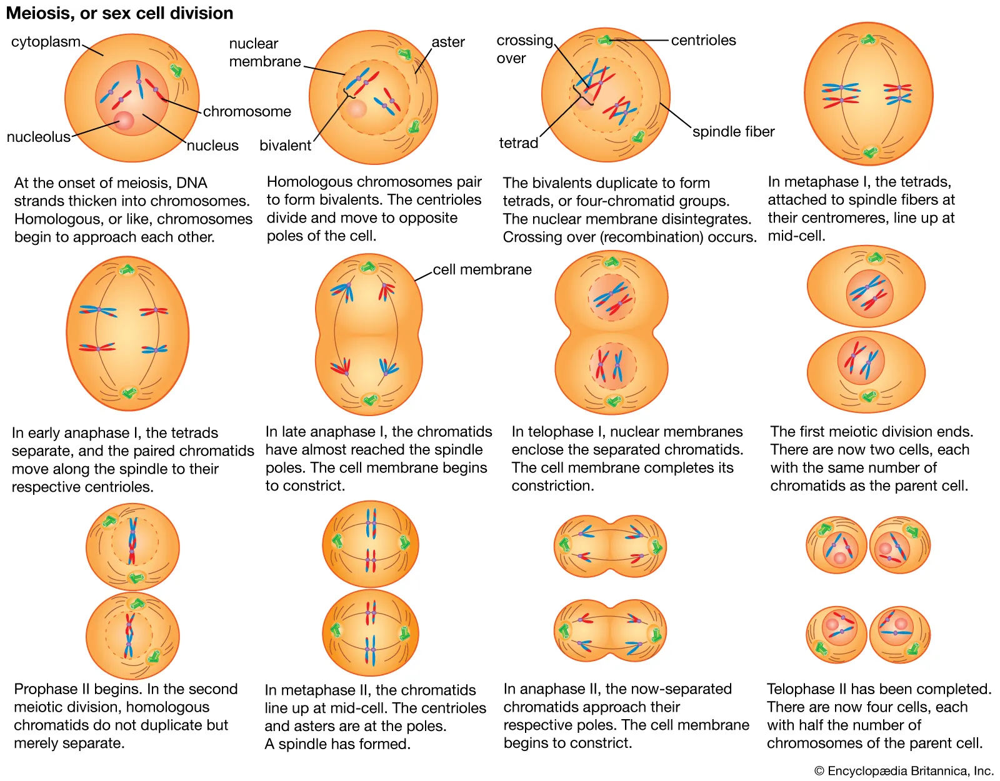 Meiosis, or sex cell division
cytoplasm
nucleolus
chromosome
nucleus
nuclear
membrane
aster
bivalent
crossing
over
centrioles
tetrad
spindle fiber
At the onset of meiosis, DNA
strands thicken into chromosomes.
Homologous, or like, chromosomes
begin to approach each other.
Homologous chromosomes pair
to form bivalents. The centrioles
divide and move to opposite
poles of the cell.
The bivalents duplicate to form
tetrads, or four-chromatid groups.
The nuclear membrane disintegrates.
Crossing over (recombination) occurs.
In metaphase I, the tetrads,
attached to spindle fibers at
their centromeres, line up at
mid-cell.
cell membrane
In early anaphase I, the tetrads
separate, and the paired chromatids
move along the spindle to their
respective centrioles.
In late anaphase I, the chromatids
have almost reached the spindle
poles. The cell membrane begins
to constrict.
In telophase I, nuclear membranes
enclose the separated chromatids.
The cell membrane completes its
constriction.
The first meiotic division ends.
There are now two cells, each
with the same number of
chromatids as the parent cell.
Prophase II begins. In the second
meiotic division, homologous
chromatids do not duplicate but
merely separate.
In metaphase II, the chromatids
line up at mid-cell. The centrioles
and asters are at the poles.
A spindle has formed.
In anaphase II, the now-separated
chromatids approach their
respective poles. The cell membrane
begins to constrict.
Telophase II has been completed.
There are now four cells, each
with half the number of
chromosomes of the parent cell.
© Encyclopædia Britannica, Inc.